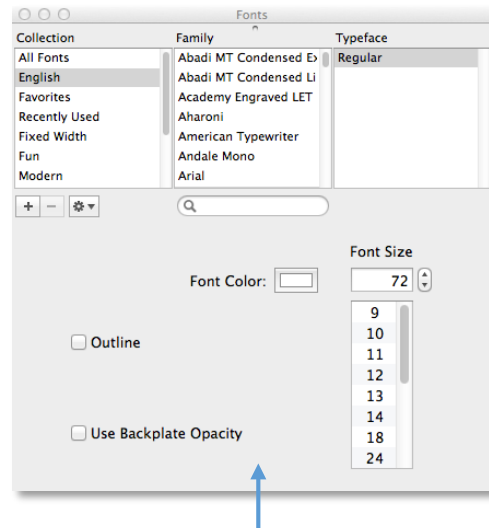 Fonts
Collection Family Typeface
All Fonts Abadi MT Condensed Ex Regular
English Abadi MT Condensed Li
Favorites Academy Engraved LET
Recently Used Aharoni
Fixed Width American Typewriter
Fun Andale Mono
Modern Arial
Font Size
Font Color: 72
9
Outline 10
11
12
13
14
Use Backplate Opacity 18
24